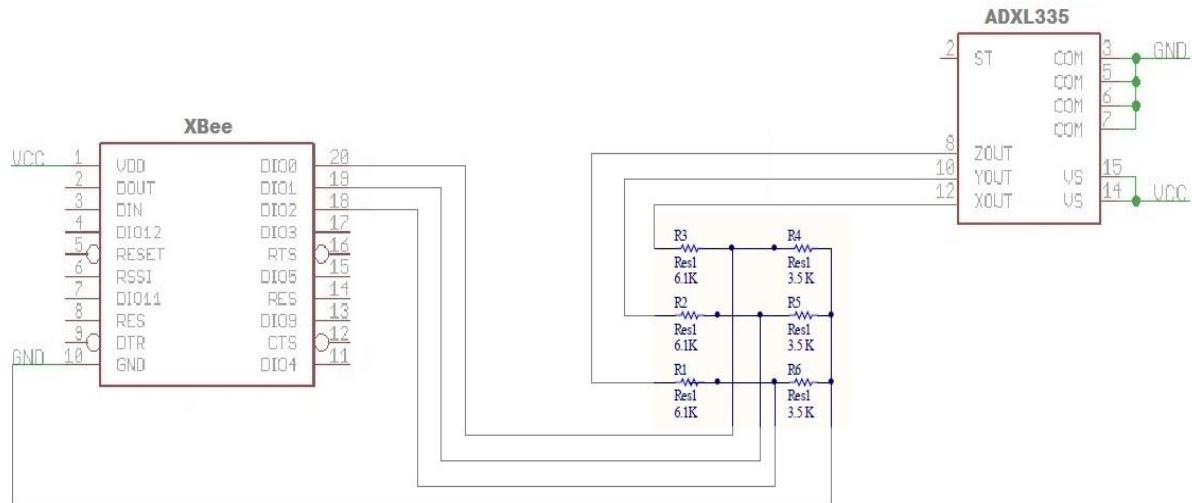 ADXL335
2 ST COM 3 GND
COM 5
COM 6
COM 7
8 ZOUT
10 YOUT VS 15
12 XOUT VS 14 VCC
XBee
VCC 1 VDD DIO0 20
2 DOUT DIO1 19
3 DIN DIO2 18
4 DIO12 DIO3 17
5 RESET RTS 16
6 RSSI DIO5 15
7 DIO11 RES 14
8 RES DIO9 13
9 DTR CTS 12
GND 10 GND DIO4 11
R3 R4
Res1 Res1
6.1K 3.5 K
R2 R5
Res1 Res1
6.1K 3.5 K
R1 R6
Res1 Res1
6.1K 3.5 K